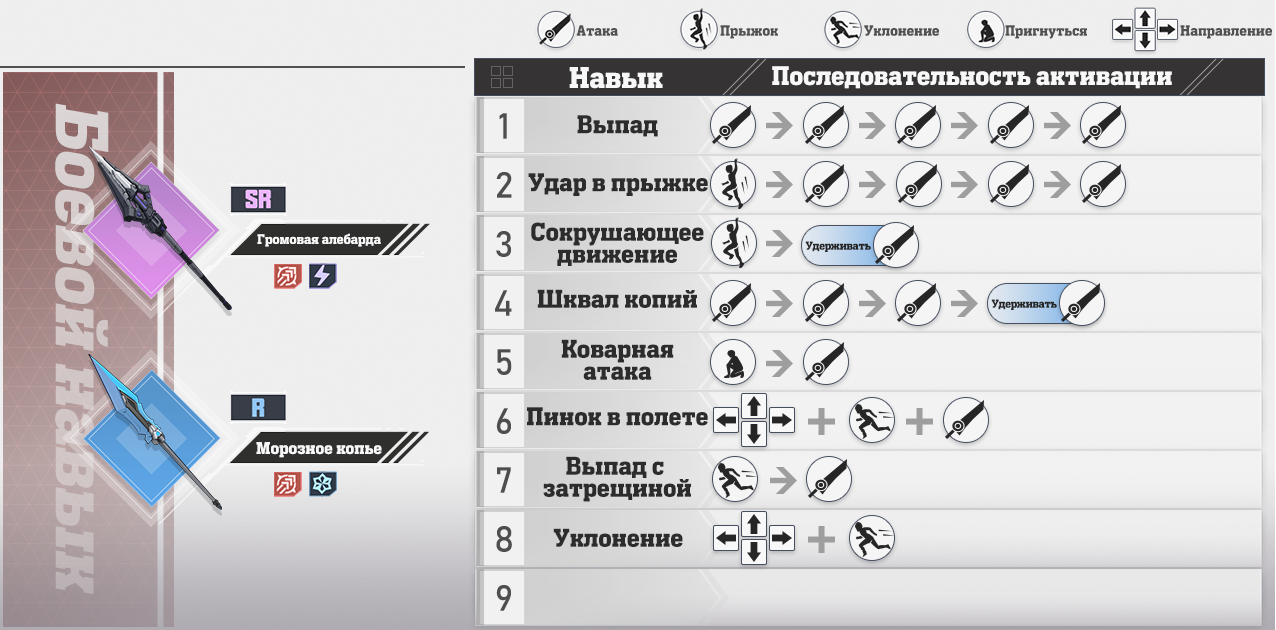 Атака
Прыжок
Уклонение
Пригнуться
Направление
Боевой навык
SR
Громовая алебарда
R
Морозное копье
Навык
Последовательность активации
1
Выпад
2
Удар в прыжке
3
Сокрушающее
движение
Удерживать
4
Шквал копий
Удерживать
5
Коварная
атака
6
Пинок в полете
7
Выпад с
затрещиной
8
Уклонение
9